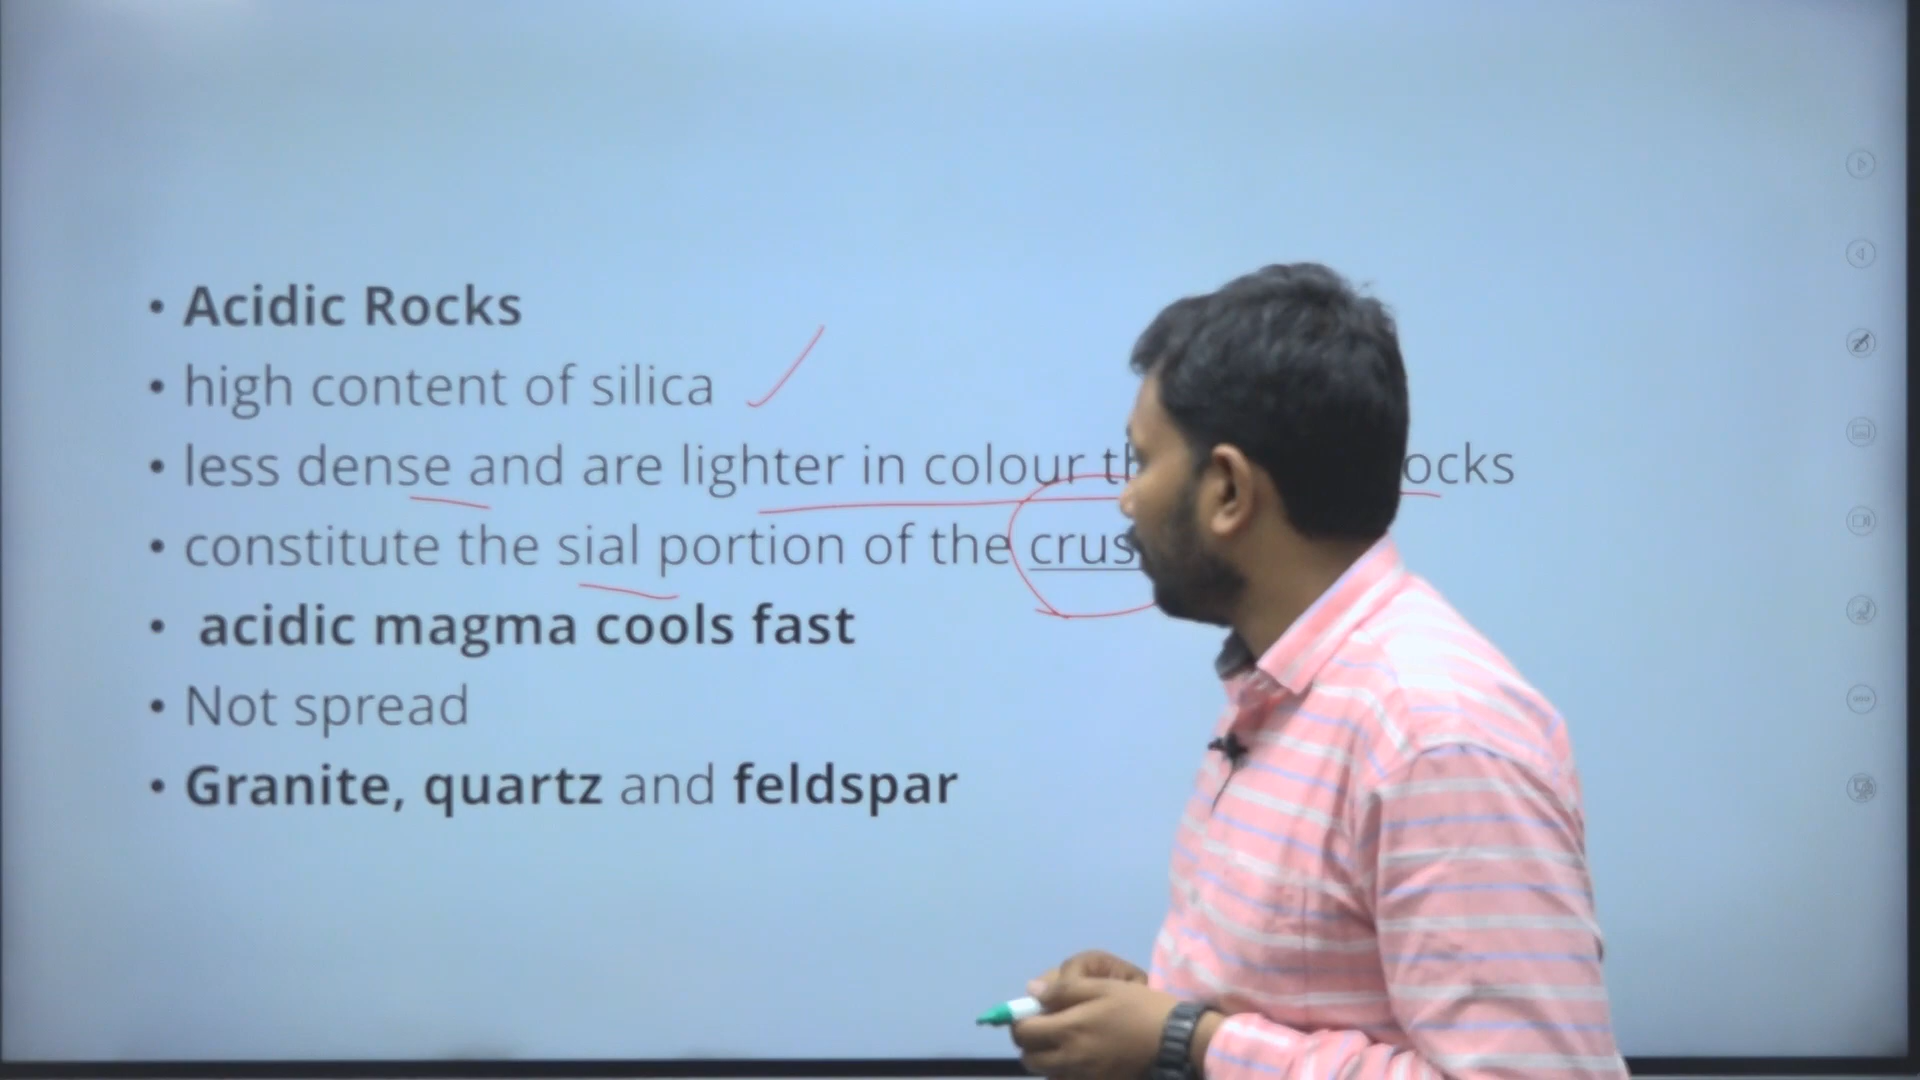 • Acidic Rocks
• high content of silica
• less dense and are lighter in colour
• constitute the sial portion of the
• acidic magma cools fast
• Not spread
• Granite, quartz and feldspar